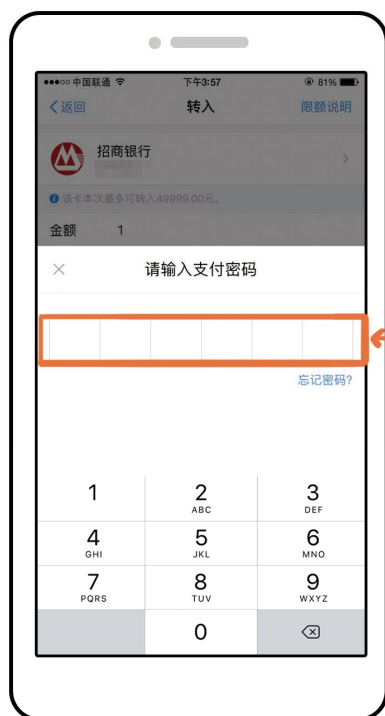 中国联通 下午3:57 81%
返回 转入 限额说明
招商银行
该卡本次最多可转入49999.00元。
金额 1
请输入支付密码
忘记密码?
1 2 3
ABC DEF
4 5 6
GHI JKL MNO
7 8 9
PQRS TUV WXYZ
0